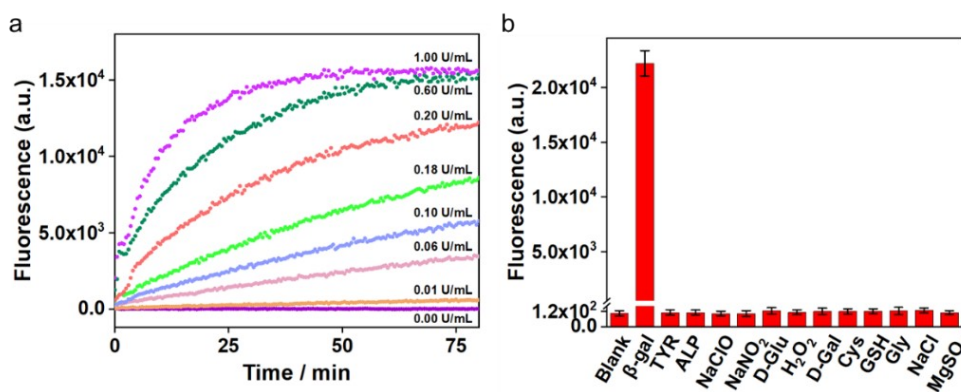 a
b
Fluorescence (a.u.)
1.5x10⁴
1.0x10⁴
5.0x10³
0.0
1.00 U/mL
0.60 U/mL
0.20 U/mL
0.18 U/mL
0.10 U/mL
0.06 U/mL
0.01 U/mL
0.00 U/mL
0
25
50
75
Time / min
Fluorescence (a.u.)
2.0x10⁴
1.5x10⁴
1.0x10⁴
5.0x10³
1.2x10²
0.0
Blank
β-gal
TYR
ALP
NaClO
NaNO₂
D-Glu
H₂O₂
D-Gal
Cys
GSH
Gly
NaCl
MgSO